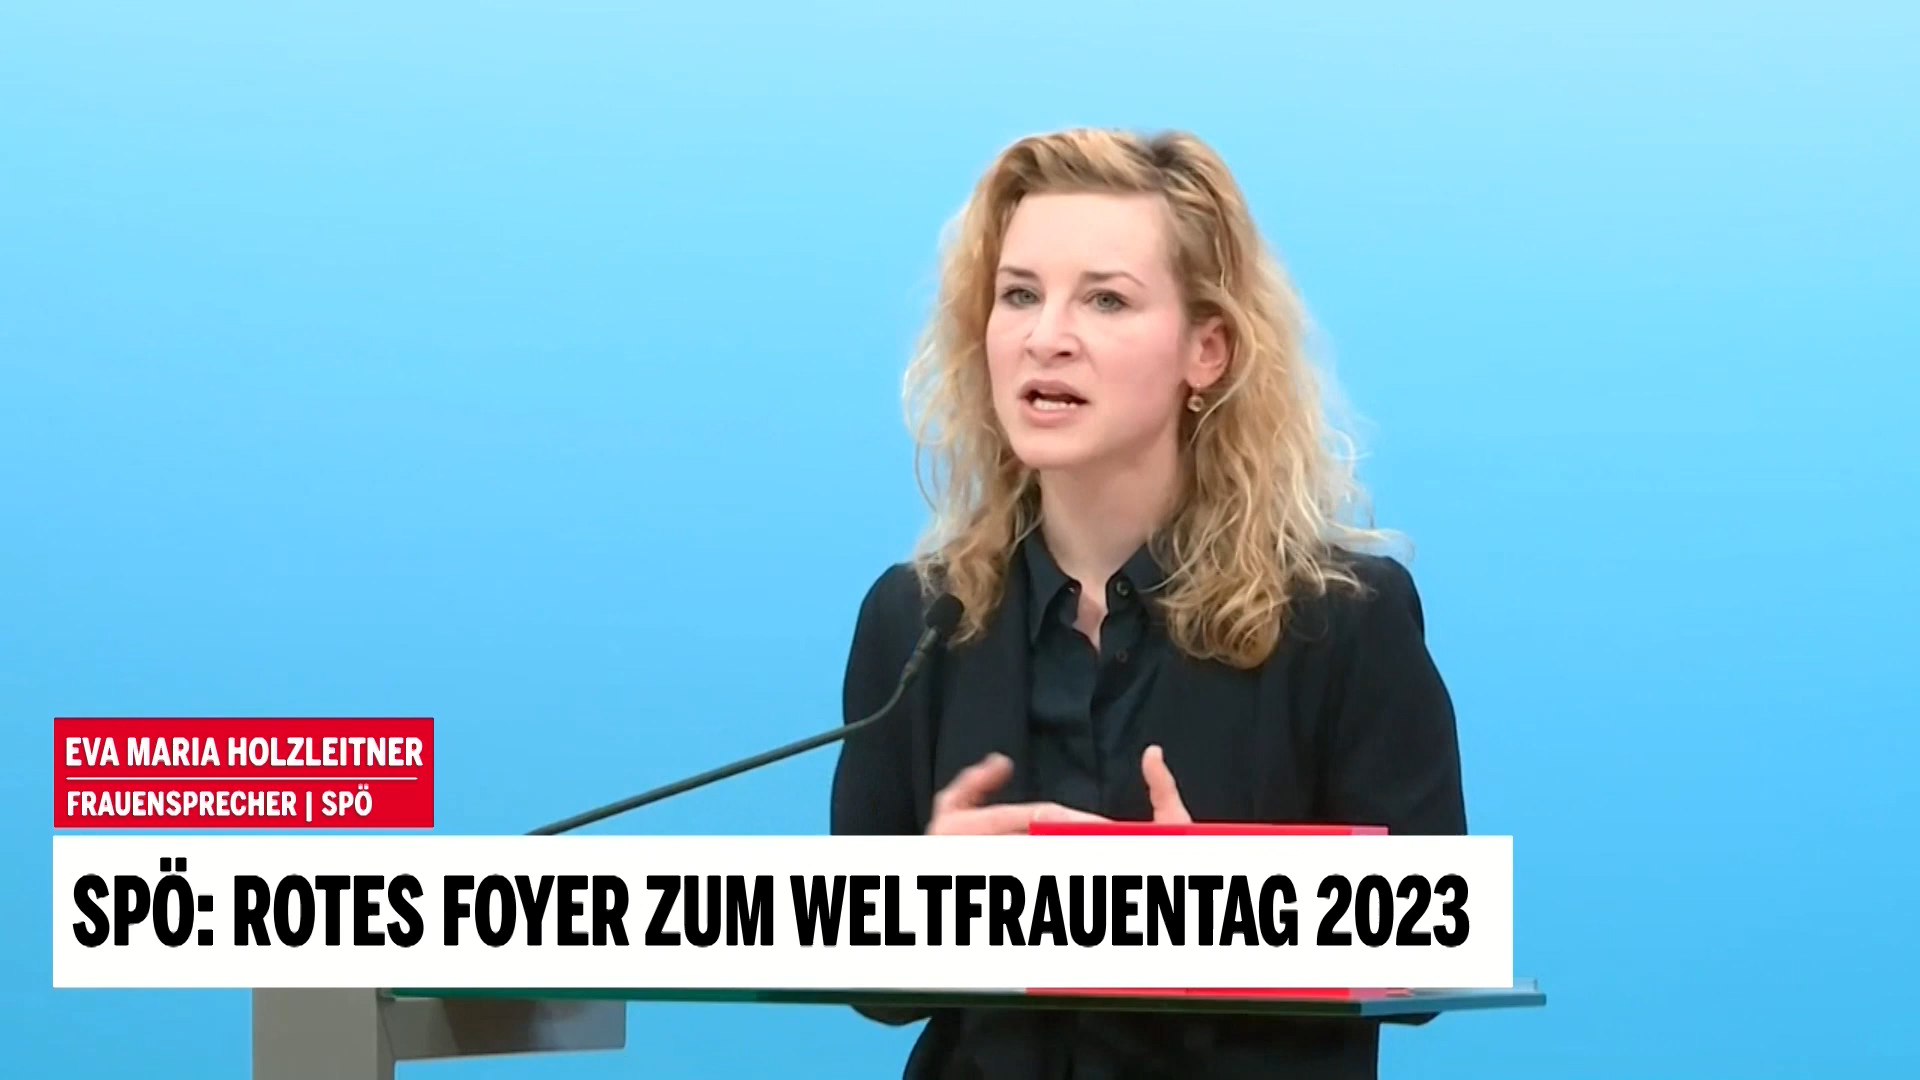 EVA MARIA HOLZLEITNER
FRAUENSPRECHER | SPÖ
SPÖ: ROTES FOYER ZUM WELTFRAUENTAG 2023